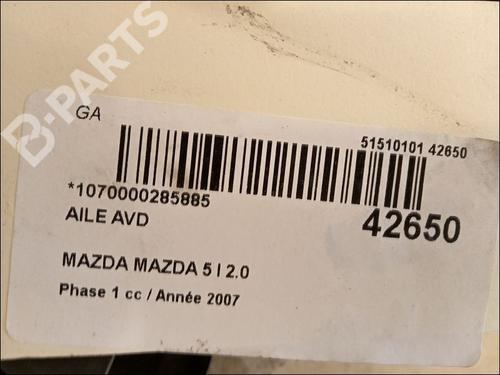 B-PARTS
GA
51510101 42650
*1070000285885
42650
AILE AVD
MAZDA MAZDA 5 I 2.0
Phase 1 cc / Année 2007